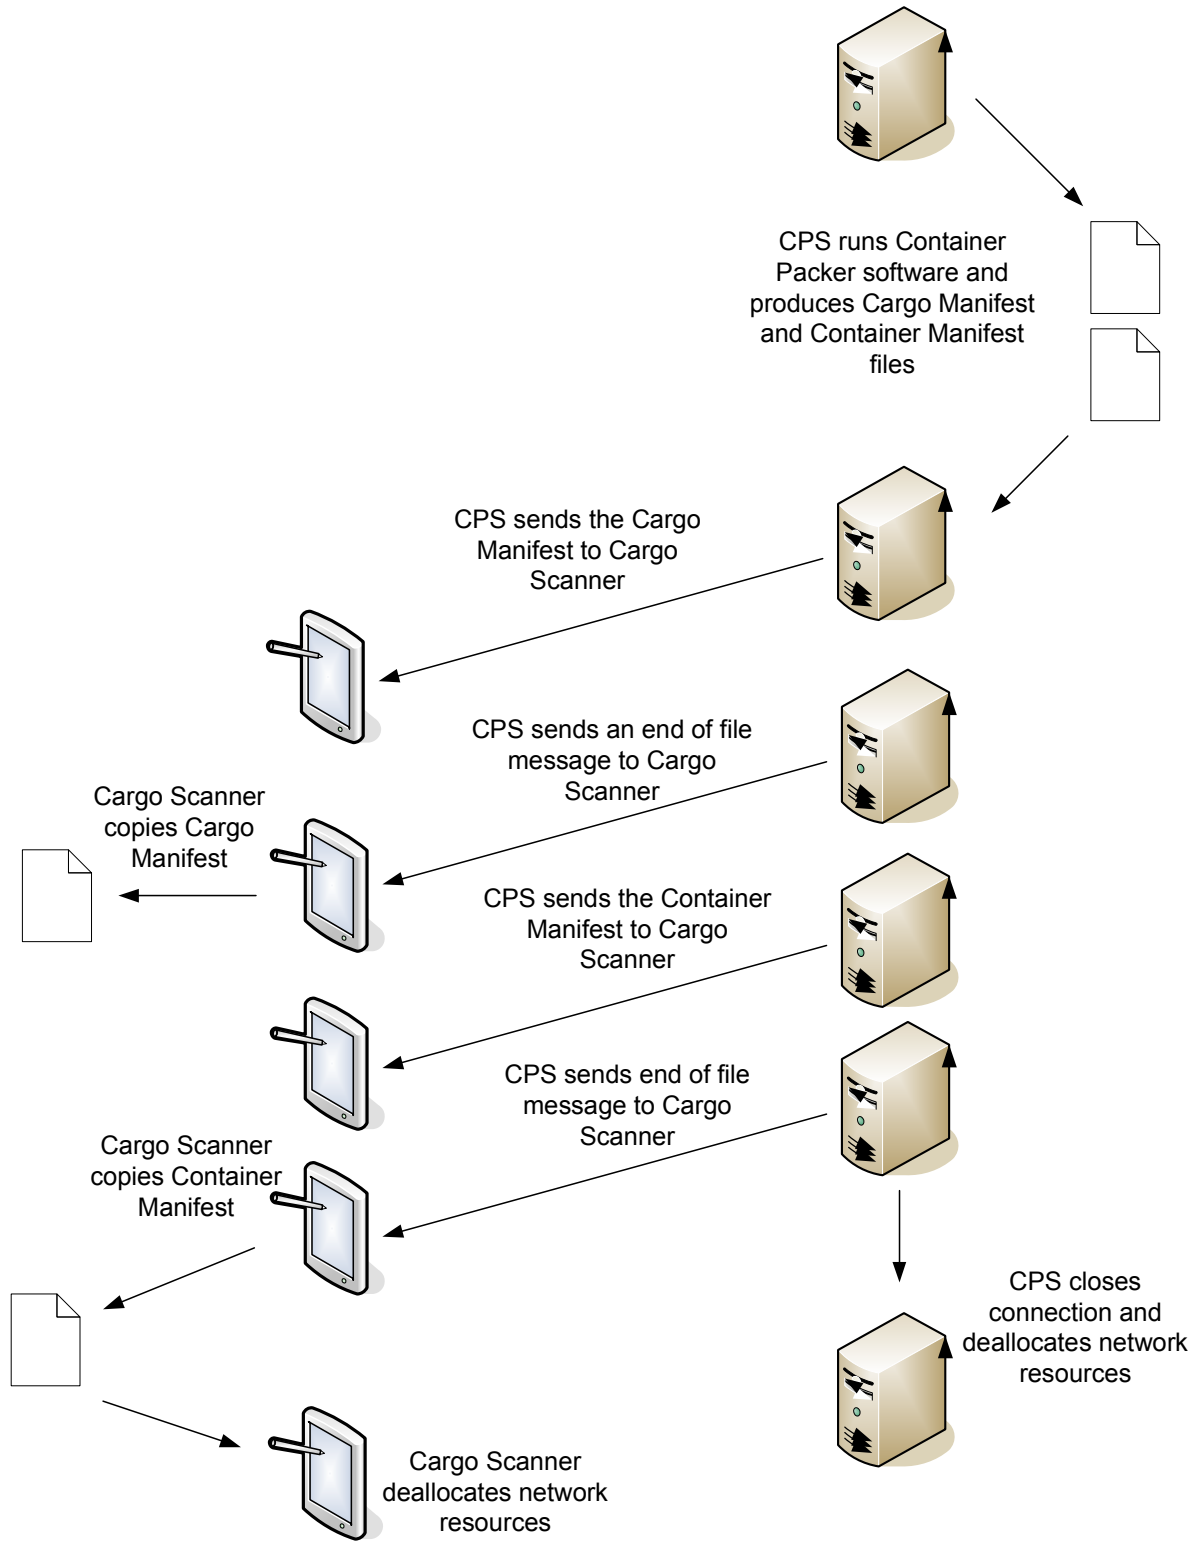 CPS runs Container
Packer software and
produces Cargo Manifest
and Container Manifest
files
CPS sends the Cargo
Manifest to Cargo
Scanner
CPS sends an end of file
message to Cargo
Scanner
Cargo Scanner
copies Cargo
Manifest
CPS sends the Container
Manifest to Cargo
Scanner
CPS sends end of file
message to Cargo
Scanner
Cargo Scanner
copies Container
Manifest
CPS closes
connection and
deallocates network
resources
Cargo Scanner
deallocates network
resources